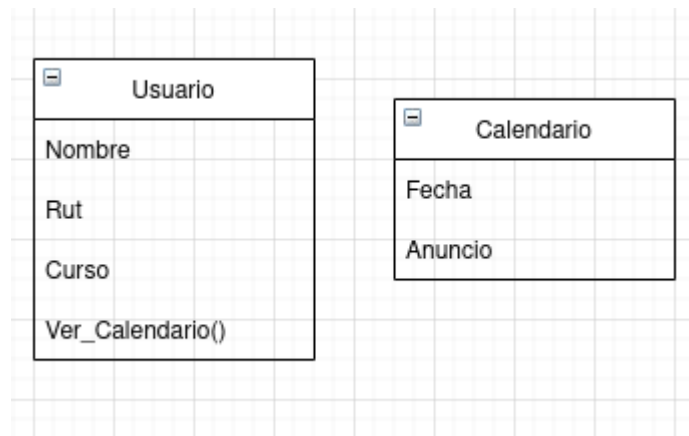 Usuario
Nombre
Rut
Curso
Ver_Calendario()
Calendario
Fecha
Anuncio